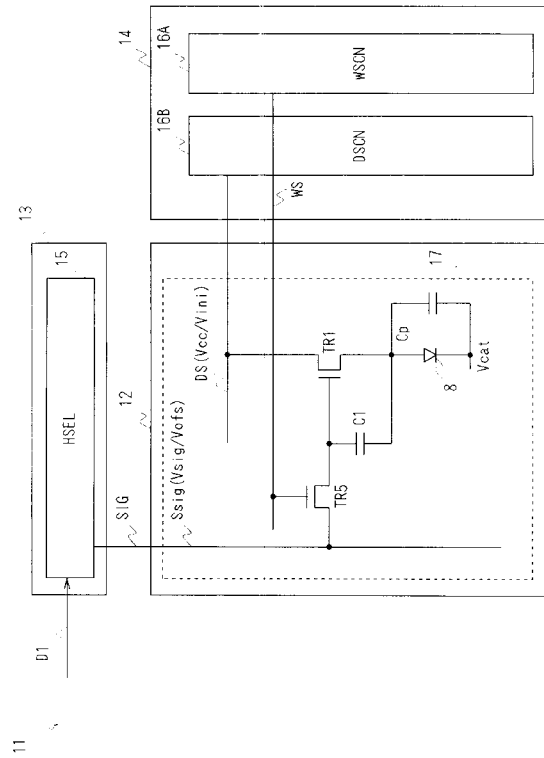 11
D1
13
15
HSEL
SIG
12
Ssig(Vsig/Vofs)
DS(Vcc/Vini)
WS
14
16A
WSCN
16B
DSCN
TR5
TR1
C1
Cp
17
8
Vcat